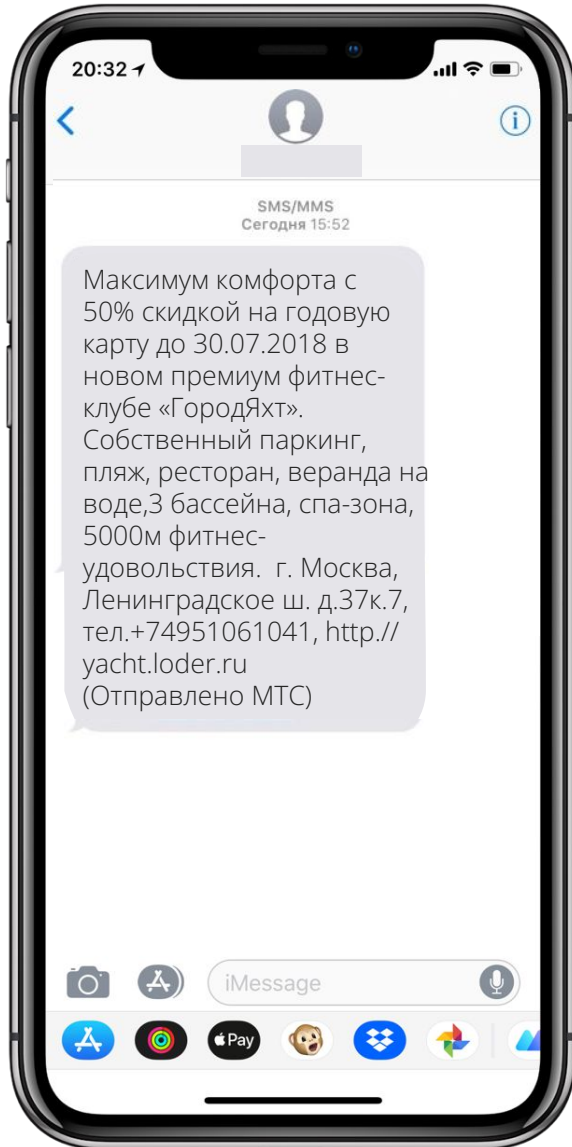 20:32
SMS/MMS
Сегодня 15:52
Максимум комфорта с
50% скидкой на годовую
карту до 30.07.2018 в
новом премиум фитнес-
клубе «ГородЯхт».
Собственный паркинг,
пляж, ресторан, веранда на
воде,3 бассейна, спа-зона,
5000м фитнес-
удовольствия. г. Москва,
Ленинградское ш. д.37к.7,
тел.+74951061041, http.//
yacht.loder.ru
(Отправлено МТС)
iMessage
Pay